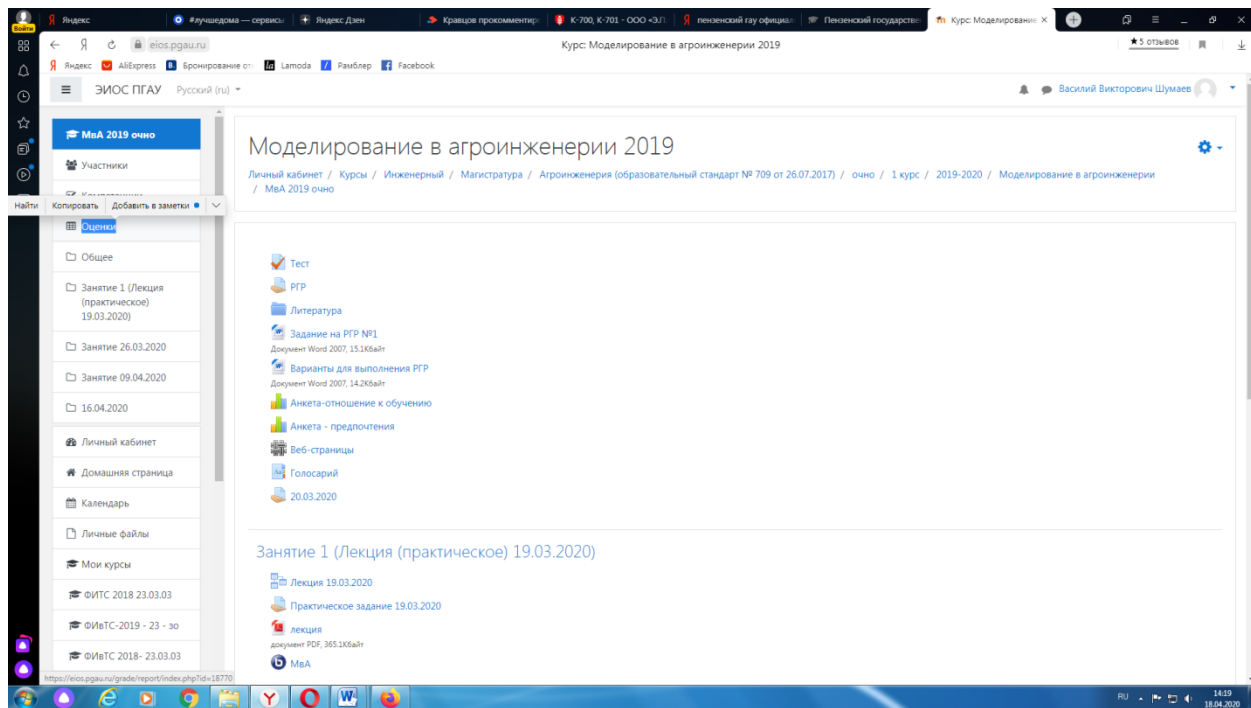 Войти
Яндекс
#лучшедома — сервисы
Яндекс Дзен
Кравцов прокомментир
К-700, К-701 - ООО «ЭЛ
пензенский гау официал
Пензенский государстве
Курс: Моделирование
eios.pgau.ru
Курс: Моделирование в агроинженерии 2019
★5 отзывов
Яндекс
AliExpress
Бронирование от
Lamoda
Рамблер
Facebook
ЭИОС ПГАУ
Русский (ru)
Василий Викторович Шумаев
МвА 2019 очно
Участники
Компетенции
Найти
Копировать
Добавить в заметки
Оценки
Общее
Занятие 1 (Лекция
(практическое)
19.03.2020)
Занятие 26.03.2020
Занятие 09.04.2020
16.04.2020
Личный кабинет
Домашняя страница
Календарь
Личные файлы
Мои курсы
ФИТС 2018 23.03.03
ФИвТС-2019 - 23 - зо
ФИвТС 2018- 23.03.03
https://eios.pgau.ru/grade/report/index.php?id=18770
Моделирование в агроинженерии 2019
Личный кабинет / Курсы / Инженерный / Магистратура / Агроинженерия (образовательный стандарт № 709 от 26.07.2017) / очно / 1 курс / 2019-2020 / Моделирование в агроинженерии
/ МвА 2019 очно
Тест
РГР
Литература
Задание на РГР №1
Документ Word 2007, 15.1Кбайт
Варианты для выполнения РГР
Документ Word 2007, 14.2Кбайт
Анкета-отношение к обучению
Анкета - предпочтения
Веб-страницы
Голосарий
20.03.2020
Занятие 1 (Лекция (практическое) 19.03.2020)
Лекция 19.03.2020
Практическое задание 19.03.2020
лекция
документ PDF, 365.1Кбайт
МвА
RU
14:19
18.04.2020